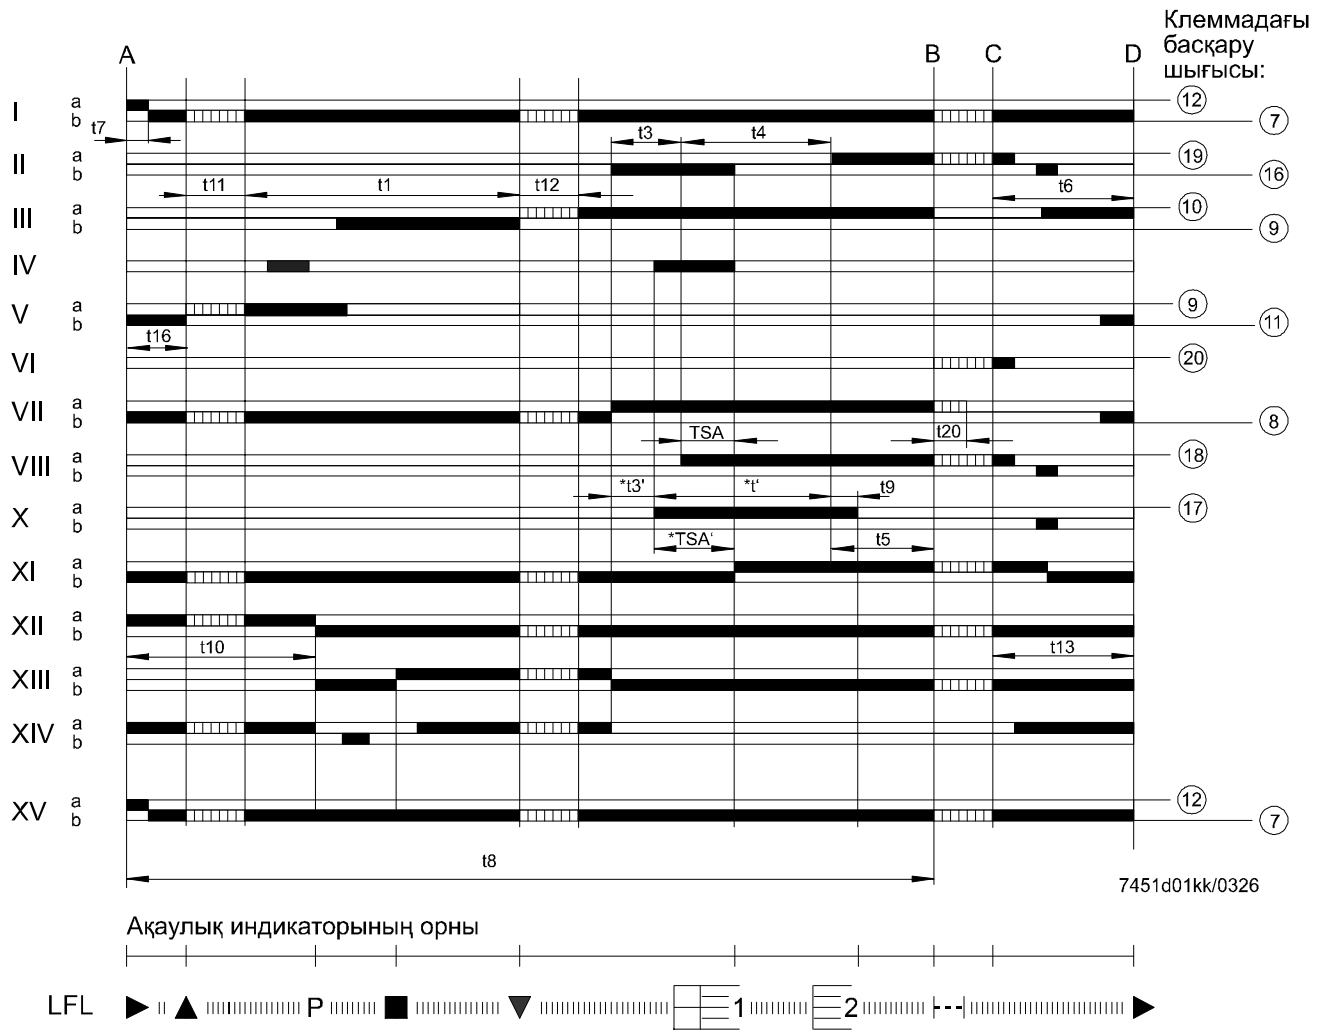 Клеммадағы
басқару
шығысы:
A B C D
I a b 12 7
t7
t3 t4
II a b 19 16
t11 t1 t12 t6
III a b 10 9
IV
V a b 9 11
t16
VI 20
VII a b 8
TSA t20
VIII a b 18
*t3' *t‘ t9
X a b 17
*TSA‘ t5
XI a b
XII a b
t10 t13
XIII a b
XIV a b
XV a b 12 7
t8
7451d01kk/0326
Ақаулық индикаторының орны
LFL P 1 2